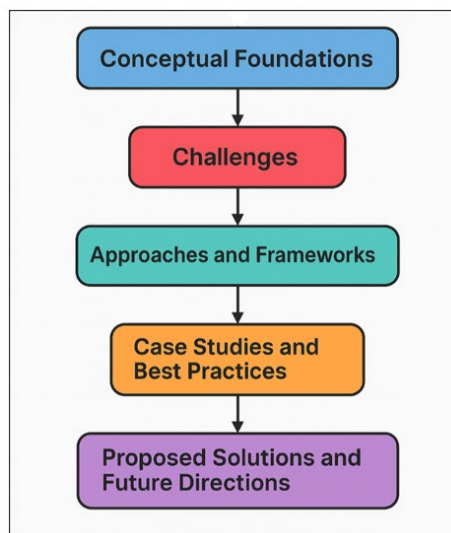 Conceptual Foundations
Challenges
Approaches and Frameworks
Case Studies and
Best Practices
Proposed Solutions and
Future Directions